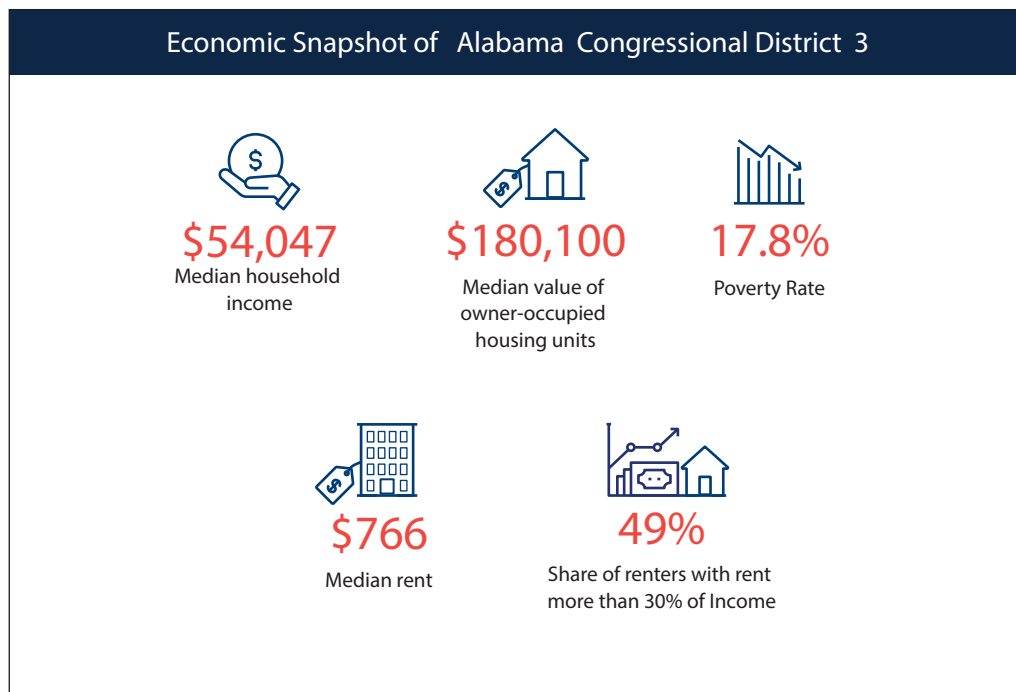 Economic Snapshot of Alabama Congressional District 3
$
$
$54,047
Median household
income
$180,100
Median value of
owner-occupied
housing units
17.8%
Poverty Rate
$
$766
Median rent
49%
Share of renters with rent
more than 30% of Income